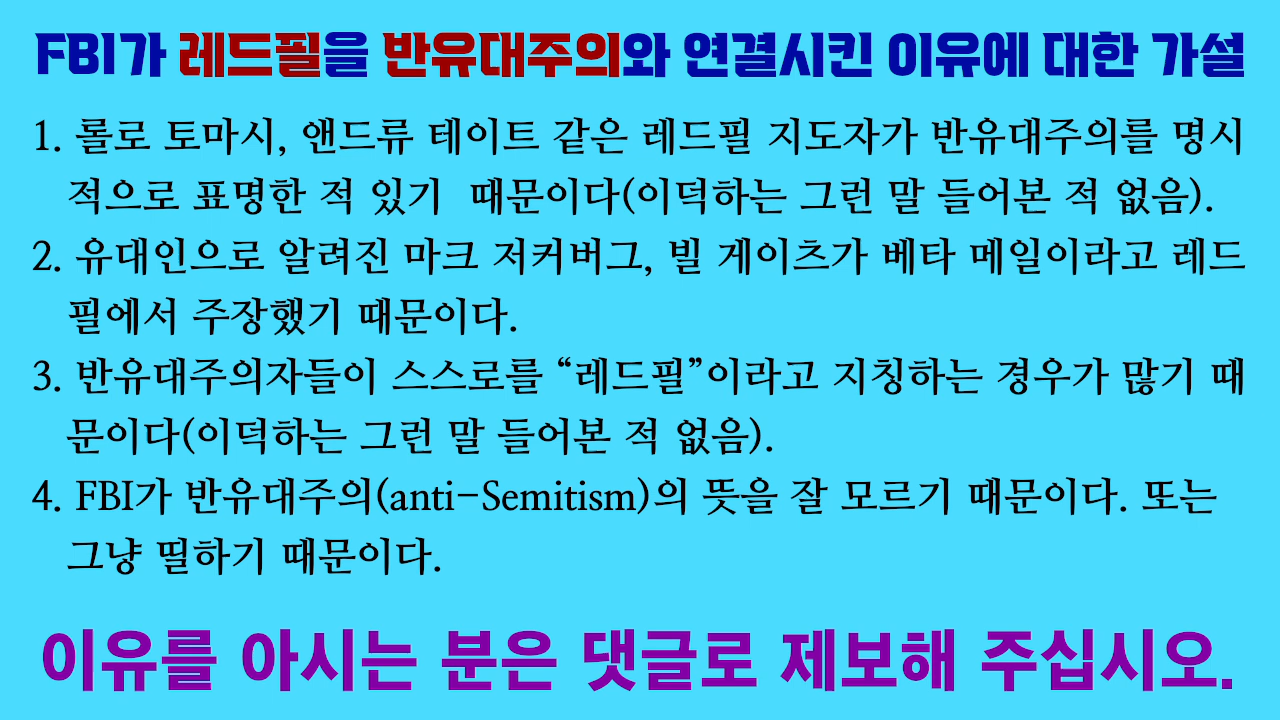 FBI가 레드필을 반유대주의와 연결시킨 이유에 대한 가설
1. 롤로 토마시, 앤드류 테이트 같은 레드필 지도자가 반유대주의를 명시
적으로 표명한 적 있기 때문이다(이덕하는 그런 말 들어본 적 없음).
2. 유대인으로 알려진 마크 저커버그, 빌 게이츠가 베타 메일이라고 레드
필에서 주장했기 때문이다.
3. 반유대주의자들이 스스로를 “레드필”이라고 지칭하는 경우가 많기 때
문이다(이덕하는 그런 말 들어본 적 없음).
4. FBI가 반유대주의(anti-Semitism)의 뜻을 잘 모르기 때문이다. 또는
그냥 띨하기 때문이다.
이유를 아시는 분은 댓글로 제보해 주십시오.